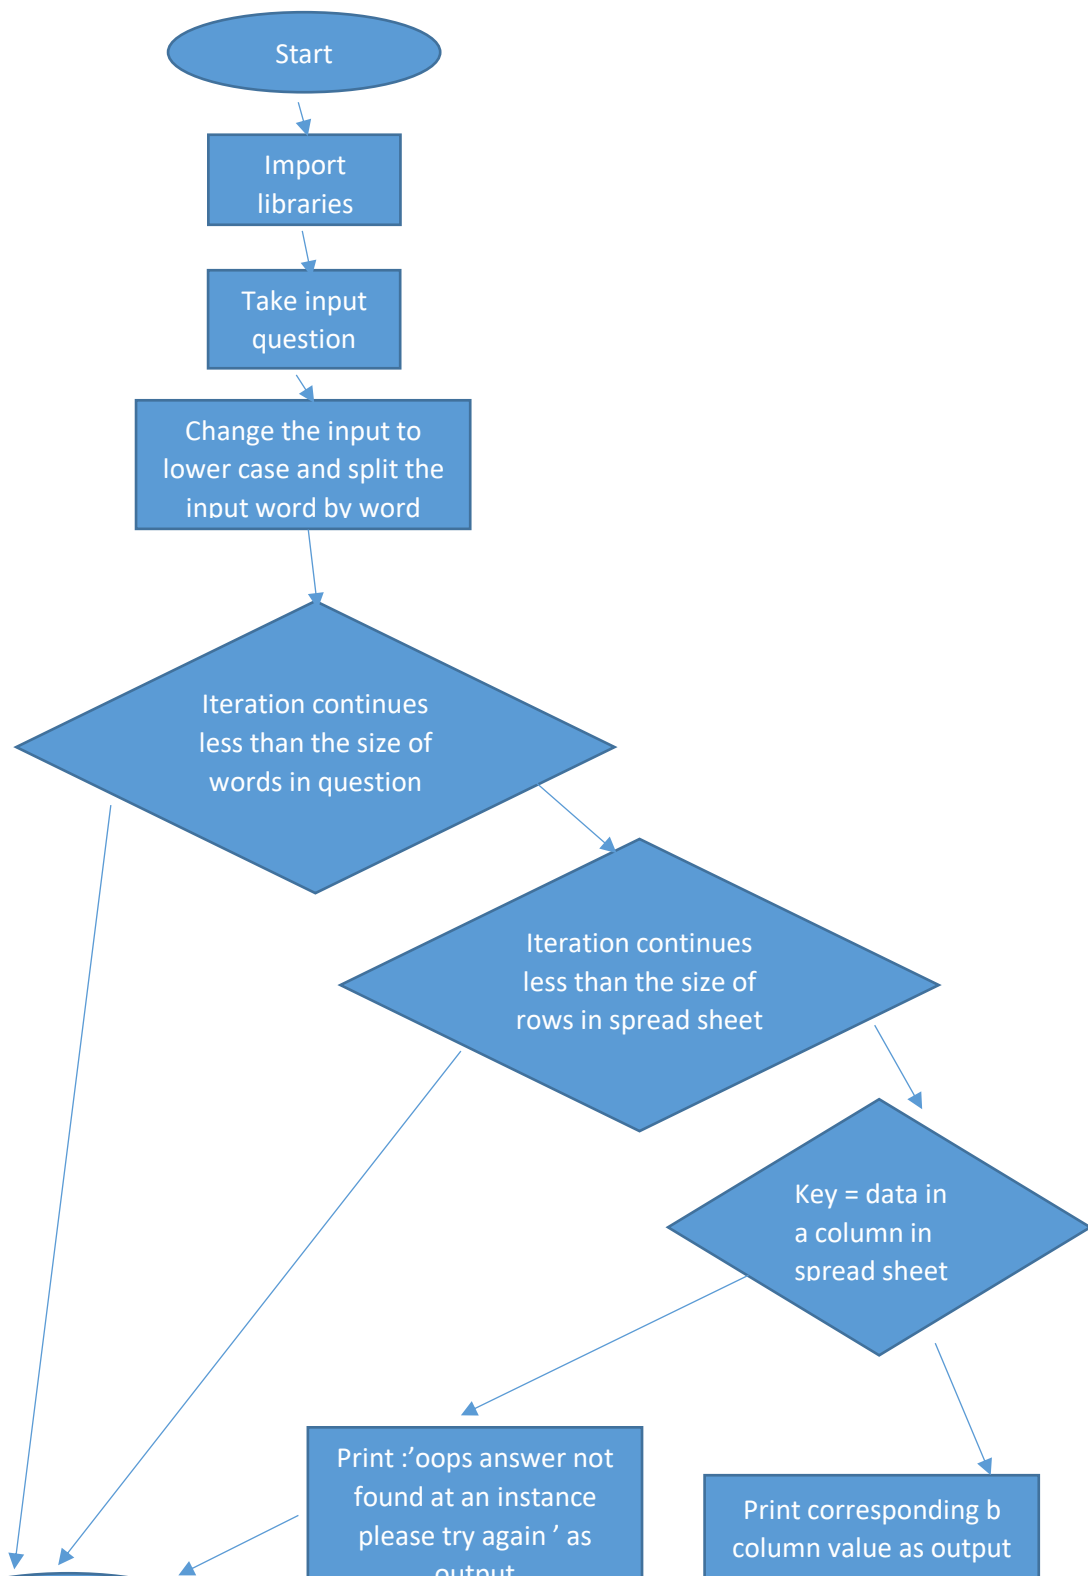 Start
Import
libraries
Take input
question
Change the input to
lower case and split the
input word by word
Iteration continues
less than the size of
words in question
Iteration continues
less than the size of
rows in spread sheet
Key = data in
a column in
spread sheet
Print :’oops answer not
found at an instance
please try again ’ as
output
Print corresponding b
column value as output